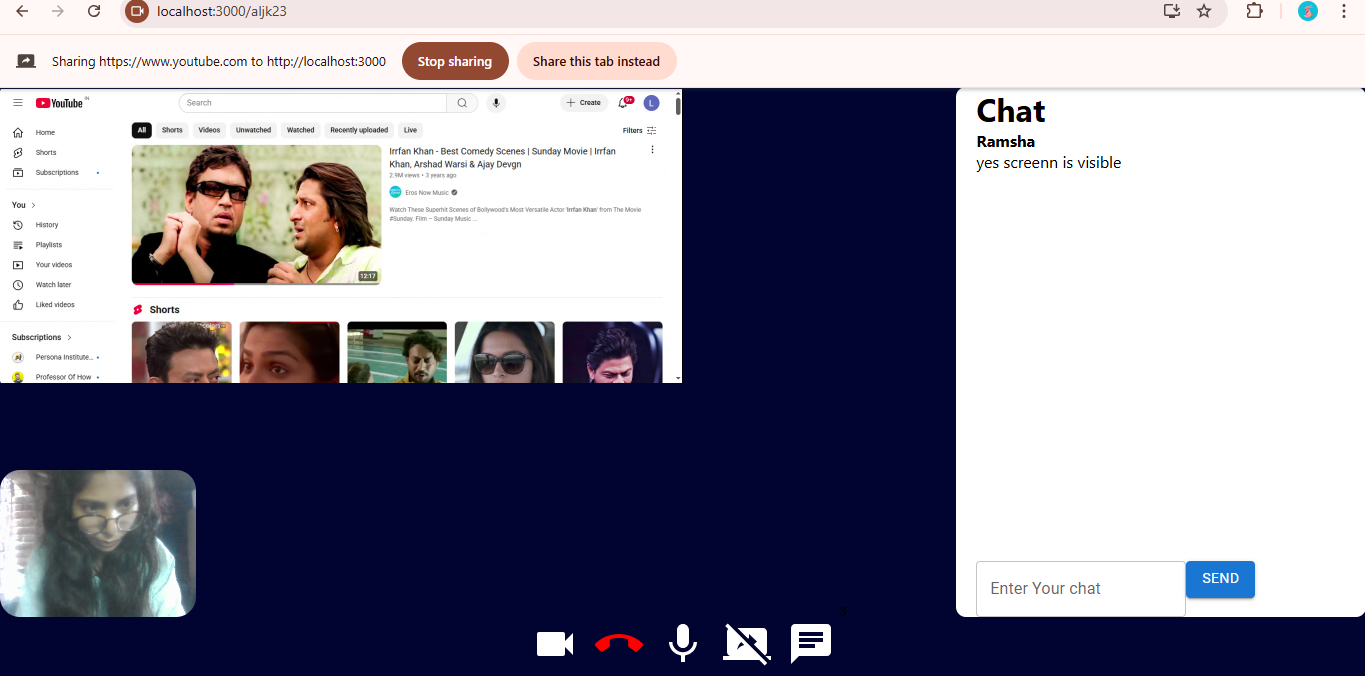 localhost:3000/aljk23
Sharing https://www.youtube.com to http://localhost:3000
Stop sharing
Share this tab instead
YouTube IN
Search
Create
9+
L
Home
Shorts
Subscriptions
You
History
Playlists
Your videos
Watch later
Liked videos
Subscriptions
Persona Institute...
Professor Of How
All
Shorts
Videos
Unwatched
Watched
Recently uploaded
Live
Filters
12:17
Irrfan Khan - Best Comedy Scenes | Sunday Movie | Irrfan
Khan, Arshad Warsi & Ajay Devgn
2.9M views • 3 years ago
Eros Now Music
Watch These Superhit Scenes of Bollywood's Most Versatile Actor 'Irrfan Khan' from The Movie
#Sunday. Film – Sunday Music ...
Shorts
Chat
Ramsha
yes screenn is visible
Enter Your chat
SEND